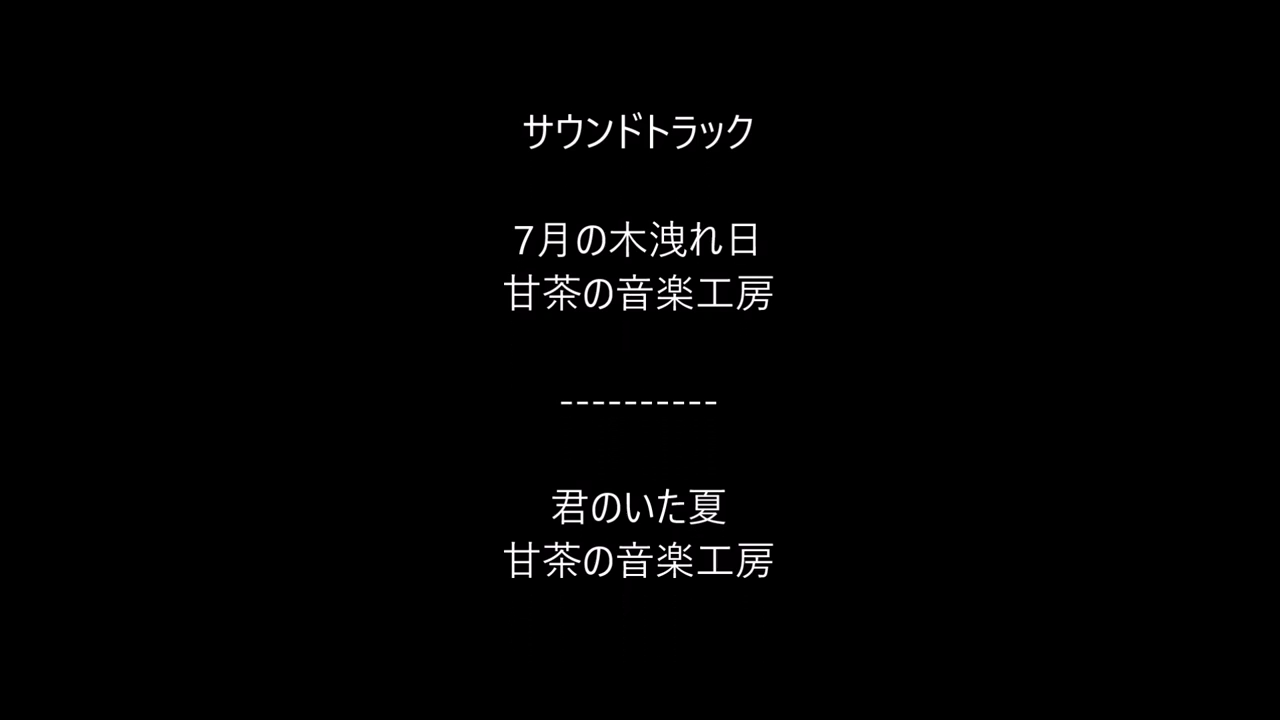 サウンドトラック
7月の木洩れ日
甘茶の音楽工房
----------
君のいた夏
甘茶の音楽工房